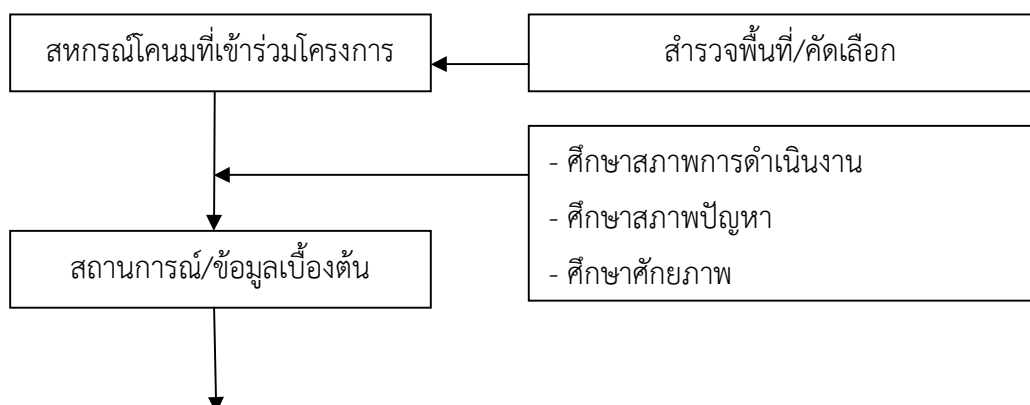 สหกรณ์โคนมที่เข้าร่วมโครงการ
สำรวจพื้นที่/คัดเลือก
- ศึกษาสภาพการดำเนินงาน
- ศึกษาสภาพปัญหา
- ศึกษาศักยภาพ
สถานการณ์/ข้อมูลเบื้องต้น